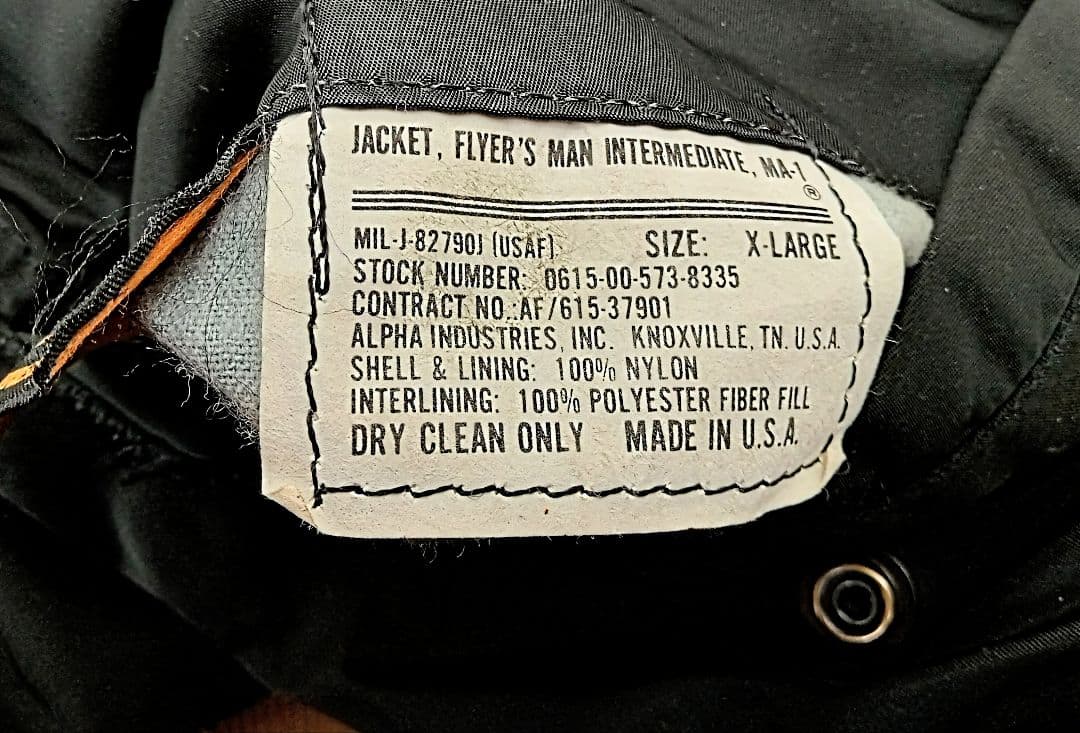 JACKET, FLYER'S MAN INTERMEDIATE, MA-1 ®
MIL-J-82790J (USAF) SIZE: X-LARGE
STOCK NUMBER: 0615-00-573-8335
CONTRACT NO.:AF/615-37901
ALPHA INDUSTRIES, INC. KNOXVILLE, TN. U.S.A.
SHELL & LINING: 100% NYLON
INTERLINING: 100% POLYESTER FIBER FILL
DRY CLEAN ONLY MADE IN U.S.A.